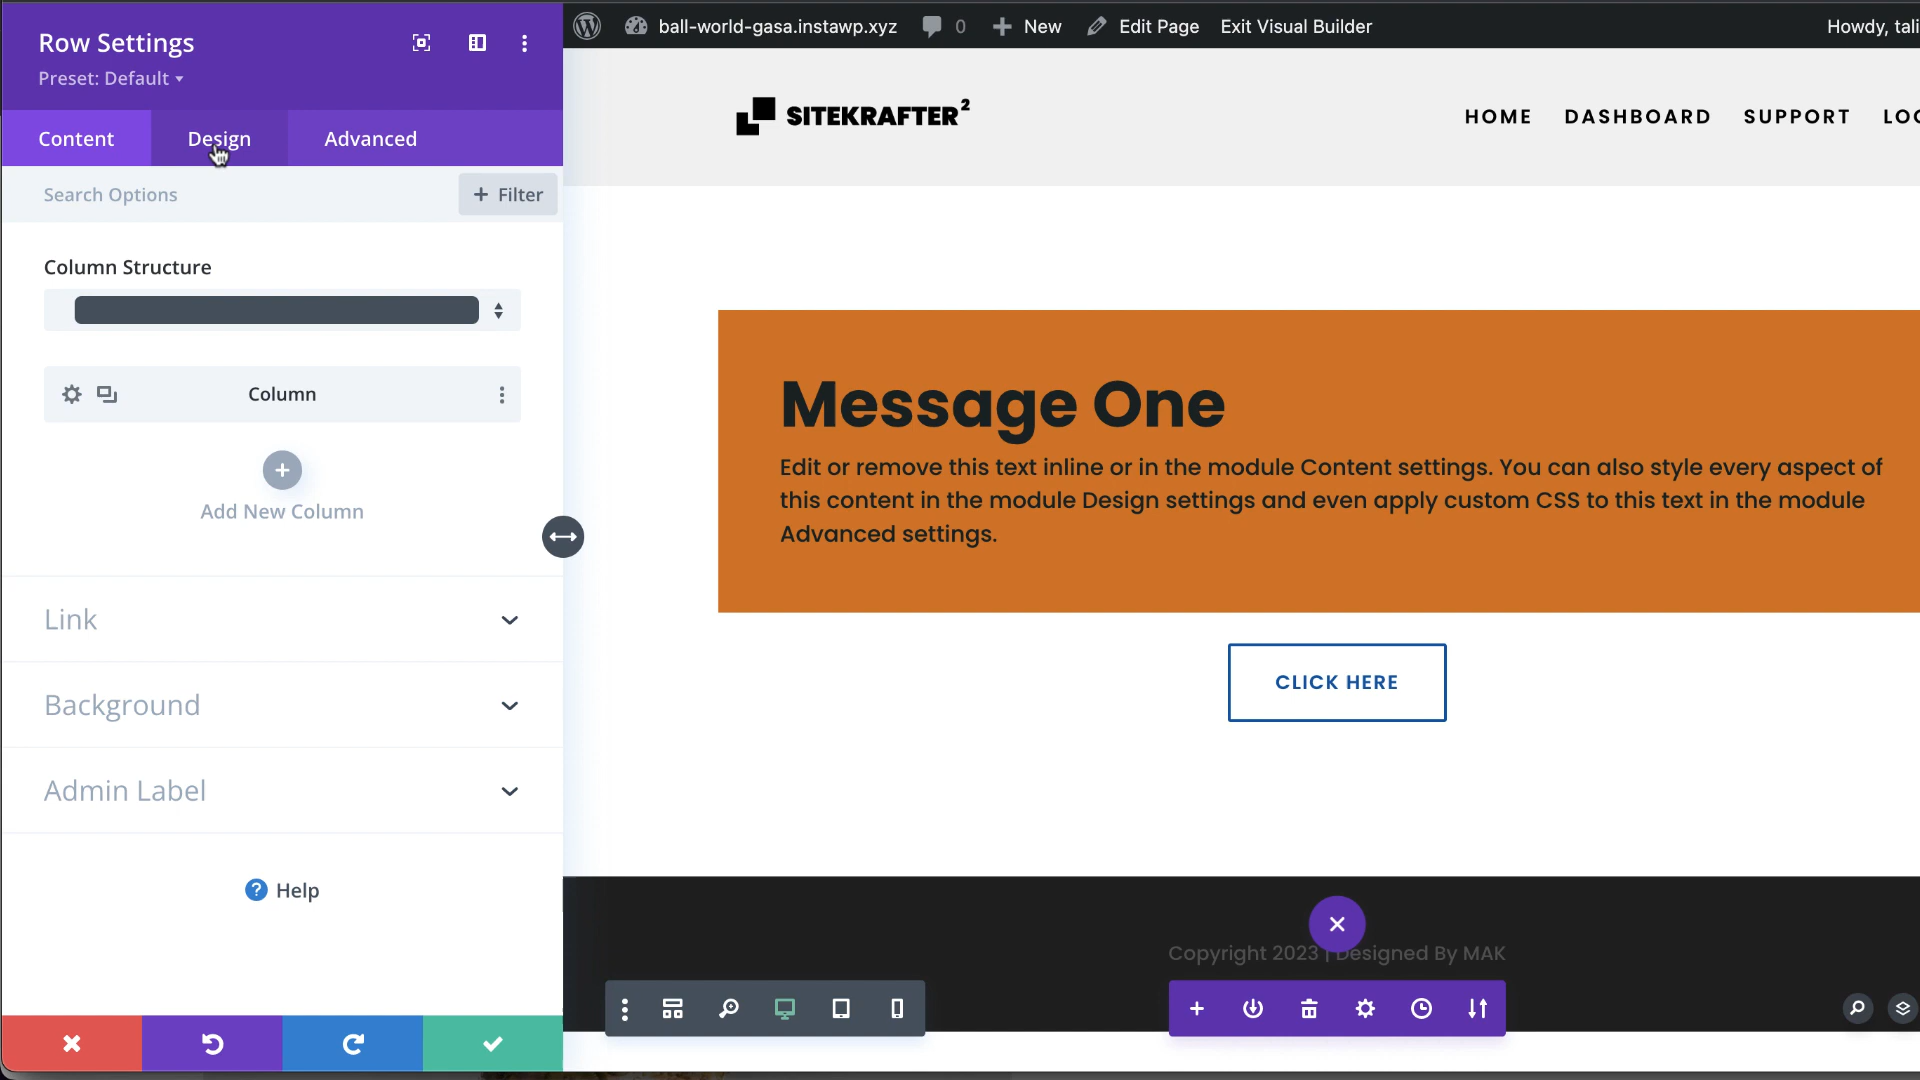 Row Settings
Preset: Default
Content
Design
Advanced
Search Options
+ Filter
Column Structure
Column
Add New Column
Link
Background
Admin Label
Help
ball-world-gasa.instawp.xyz
0
New
Edit Page
Exit Visual Builder
Howdy, tali
SITEKRAFTER²
HOME
DASHBOARD
SUPPORT
LOG
Message One
Edit or remove this text inline or in the module Content settings. You can also style every aspect of
this content in the module Design settings and even apply custom CSS to this text in the module
Advanced settings.
CLICK HERE
Copyright 2023 | Designed By MAK